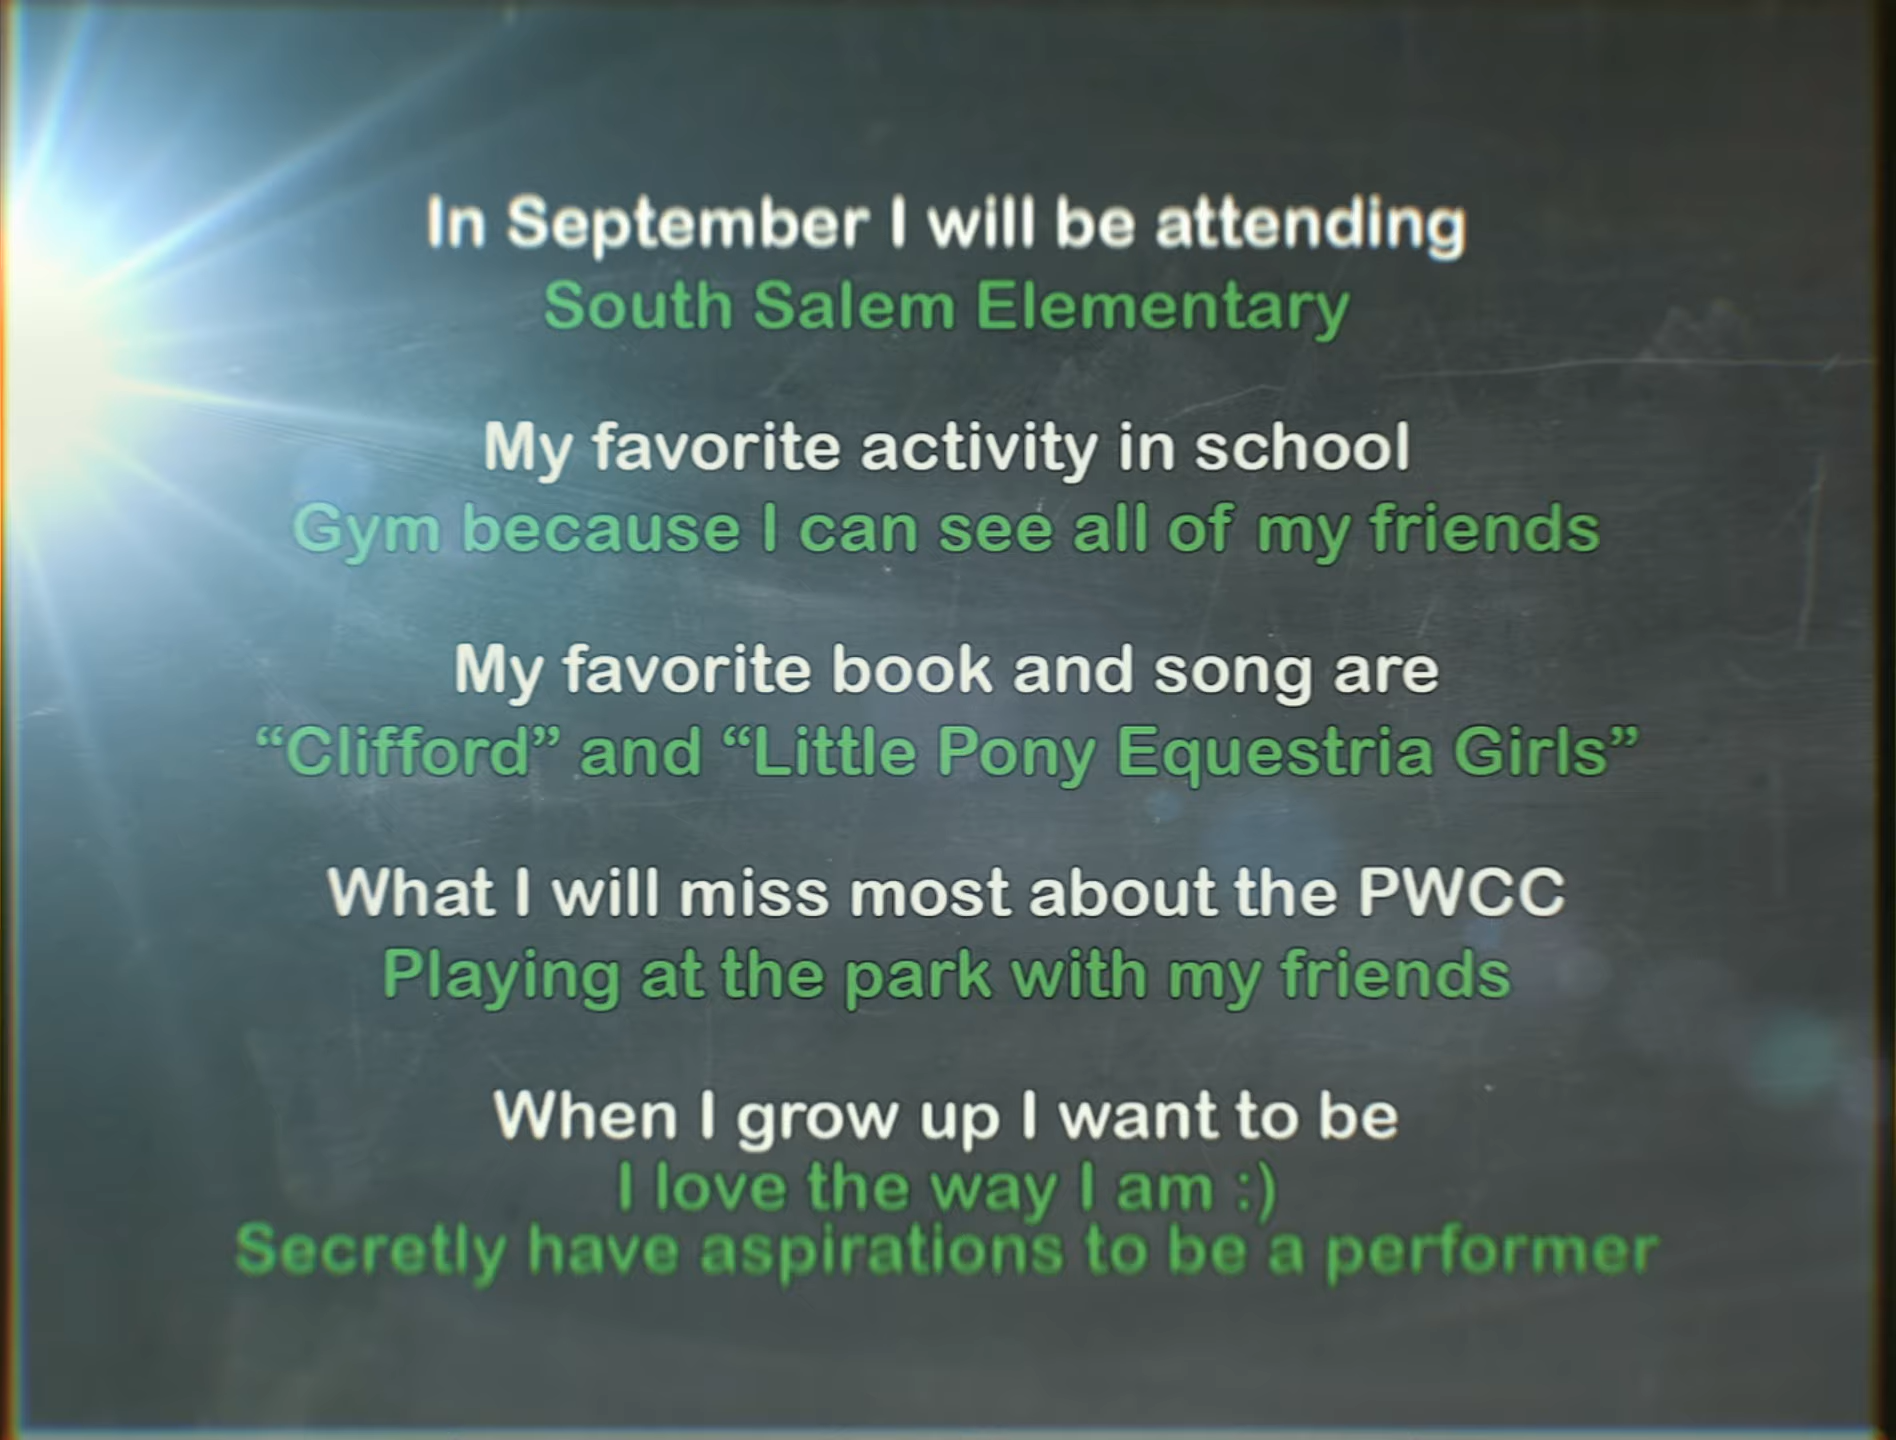 In September I will be attending
South Salem Elementary
My favorite activity in school
Gym because I can see all of my friends
My favorite book and song are
“Clifford” and “Little Pony Equestria Girls”
What I will miss most about the PWCC
Playing at the park with my friends
When I grow up I want to be
I love the way I am :)
Secretly have aspirations to be a performer